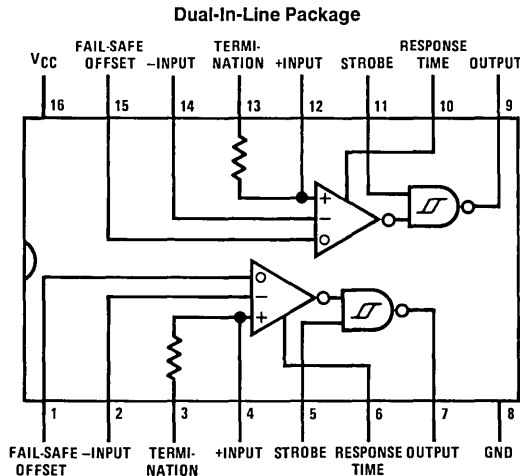 Dual-In-Line Package
VCC
FAIL-SAFE OFFSET
–INPUT
TERMI-NATION
+INPUT
STROBE
RESPONSE TIME
OUTPUT
16 15 14 13 12 11 10 9
+
–
+
–
1 2 3 4 5 6 7 8
FAIL-SAFE OFFSET
–INPUT
TERMI-NATION
+INPUT
STROBE
RESPONSE TIME
OUTPUT
GND